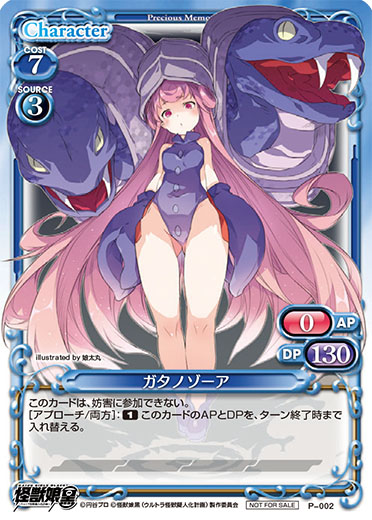 Precious Memo
Character
COST
7
SOURCE
3
0 AP
DP 130
illustrated by 娘太丸
ガタノゾーア
このカードは、妨害に参加できない。
[アプローチ/両方]:1このカードのAPとDPを、ターン終了時まで
入れ替える。
怪獣娘黒
©円谷プロ ©怪獣娘黒(ウルトラ怪獣擬人化計画)製作委員会
NOT FOR SALE
P-002